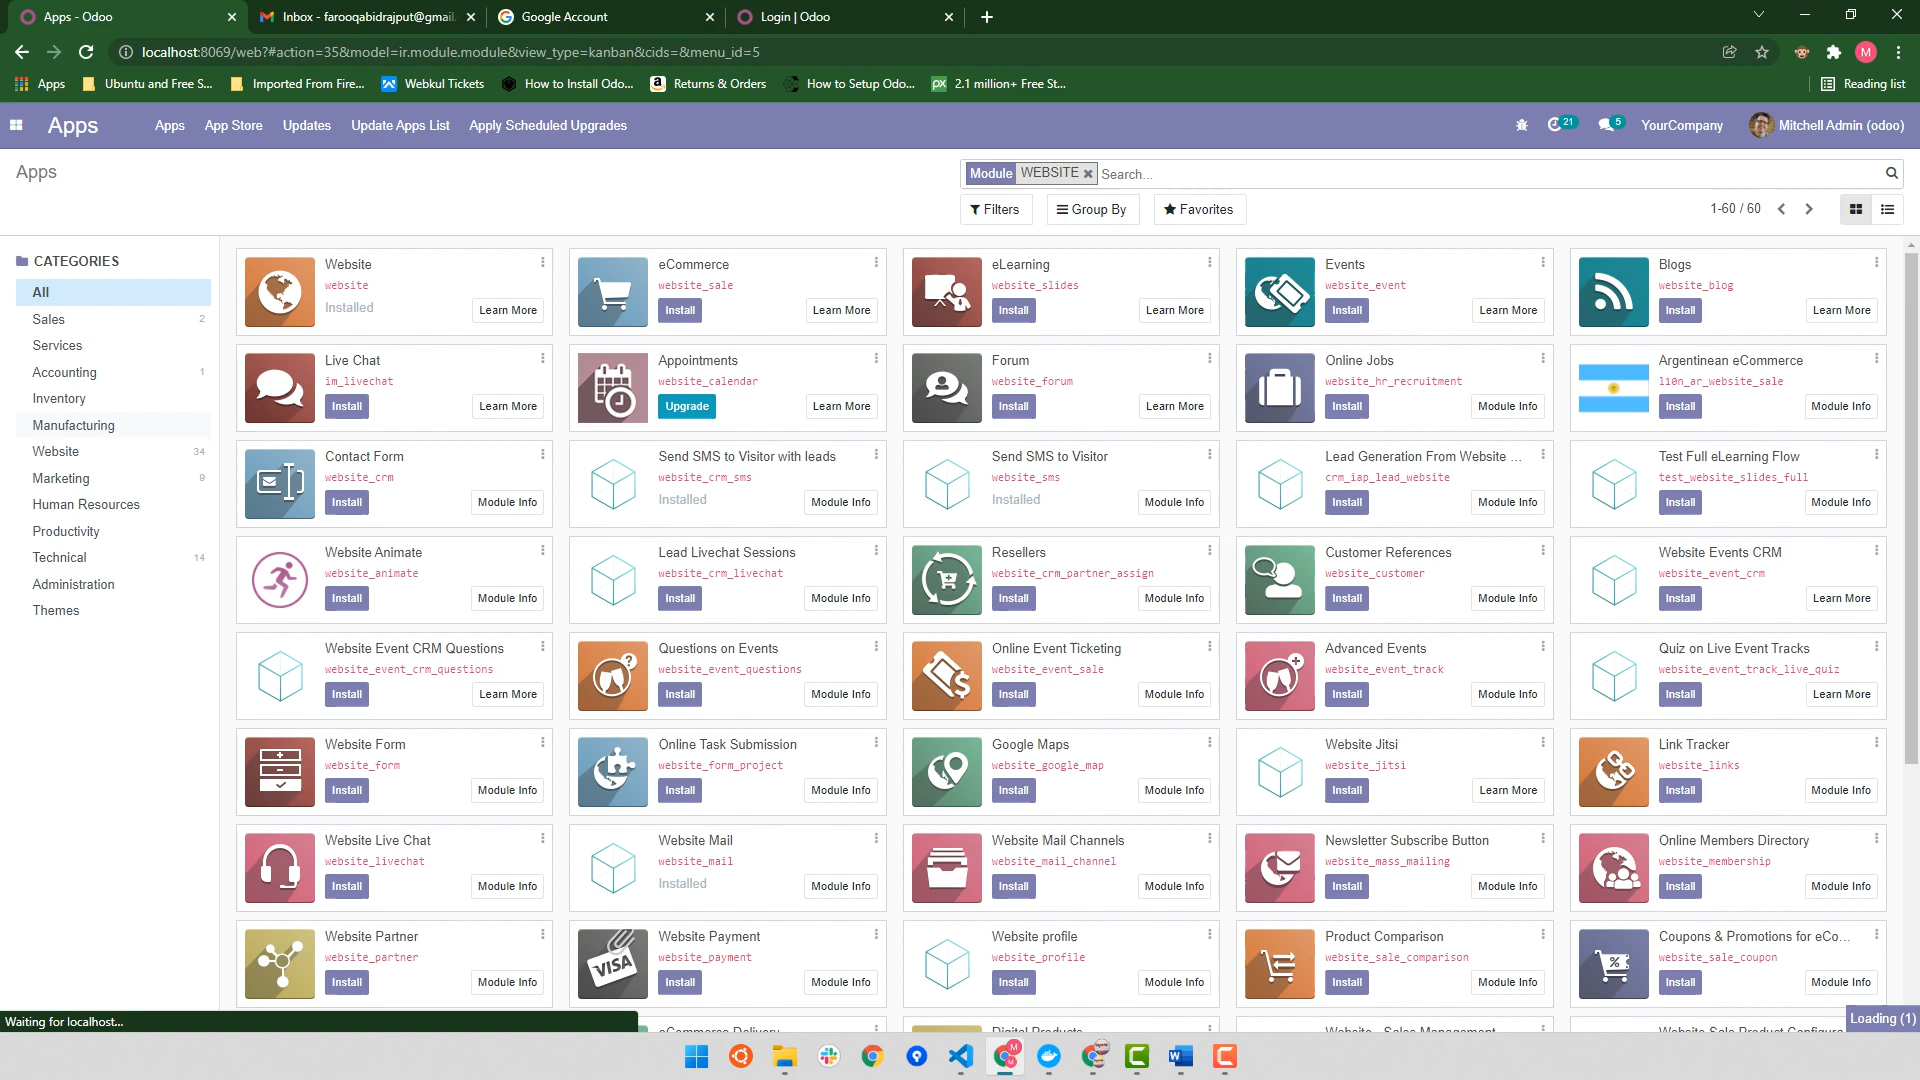 Apps - Odoo
Inbox - farooqabidrajput@gmail.
Google Account
Login | Odoo
localhost:8069/web?#action=35&model=ir.module.module&view_type=kanban&cids=&menu_id=5
M
Apps
Ubuntu and Free S...
Imported From Fire...
Webkul Tickets
How to Install Odo...
Returns & Orders
How to Setup Odo...
2.1 million+ Free St...
Reading list
Apps
Apps
App Store
Updates
Update Apps List
Apply Scheduled Upgrades
21
5
YourCompany
Mitchell Admin (odoo)
Apps
Module WEBSITE Search...
Filters
Group By
Favorites
1-60 / 60
CATEGORIES
All
Sales 2
Services
Accounting 1
Inventory
Manufacturing
Website 34
Marketing 9
Human Resources
Productivity
Technical 14
Administration
Themes
Website
website
Installed
Learn More
eCommerce
website_sale
Install
Learn More
eLearning
website_slides
Install
Learn More
Events
website_event
Install
Learn More
Blogs
website_blog
Install
Learn More
Live Chat
im_livechat
Install
Learn More
Appointments
website_calendar
Upgrade
Learn More
Forum
website_forum
Install
Learn More
Online Jobs
website_hr_recruitment
Install
Module Info
Argentinean eCommerce
l10n_ar_website_sale
Install
Module Info
Contact Form
website_crm
Install
Module Info
Send SMS to Visitor with leads
website_crm_sms
Installed
Module Info
Send SMS to Visitor
website_sms
Installed
Module Info
Lead Generation From Website ...
crm_iap_lead_website
Install
Module Info
Test Full eLearning Flow
test_website_slides_full
Install
Module Info
Website Animate
website_animate
Install
Module Info
Lead Livechat Sessions
website_crm_livechat
Install
Module Info
Resellers
website_crm_partner_assign
Install
Module Info
Customer References
website_customer
Install
Module Info
Website Events CRM
website_event_crm
Install
Learn More
Website Event CRM Questions
website_event_crm_questions
Install
Learn More
Questions on Events
website_event_questions
Install
Module Info
Online Event Ticketing
website_event_sale
Install
Module Info
Advanced Events
website_event_track
Install
Module Info
Quiz on Live Event Tracks
website_event_track_live_quiz
Install
Learn More
Website Form
website_form
Install
Module Info
Online Task Submission
website_form_project
Install
Module Info
Google Maps
website_google_map
Install
Module Info
Website Jitsi
website_jitsi
Install
Learn More
Link Tracker
website_links
Install
Module Info
Website Live Chat
website_livechat
Install
Module Info
Website Mail
website_mail
Installed
Module Info
Website Mail Channels
website_mail_channel
Install
Module Info
Newsletter Subscribe Button
website_mass_mailing
Install
Module Info
Online Members Directory
website_membership
Install
Module Info
Website Partner
website_partner
Install
Module Info
VISA
Website Payment
website_payment
Install
Module Info
Website profile
website_profile
Install
Module Info
Product Comparison
website_sale_comparison
Install
Module Info
Coupons & Promotions for eCo...
website_sale_coupon
Install
Module Info
eCommerce Delivery
Digital Products
Website - Sales Management
Website Sale Product Configura...
Waiting for localhost...
Loading (1)